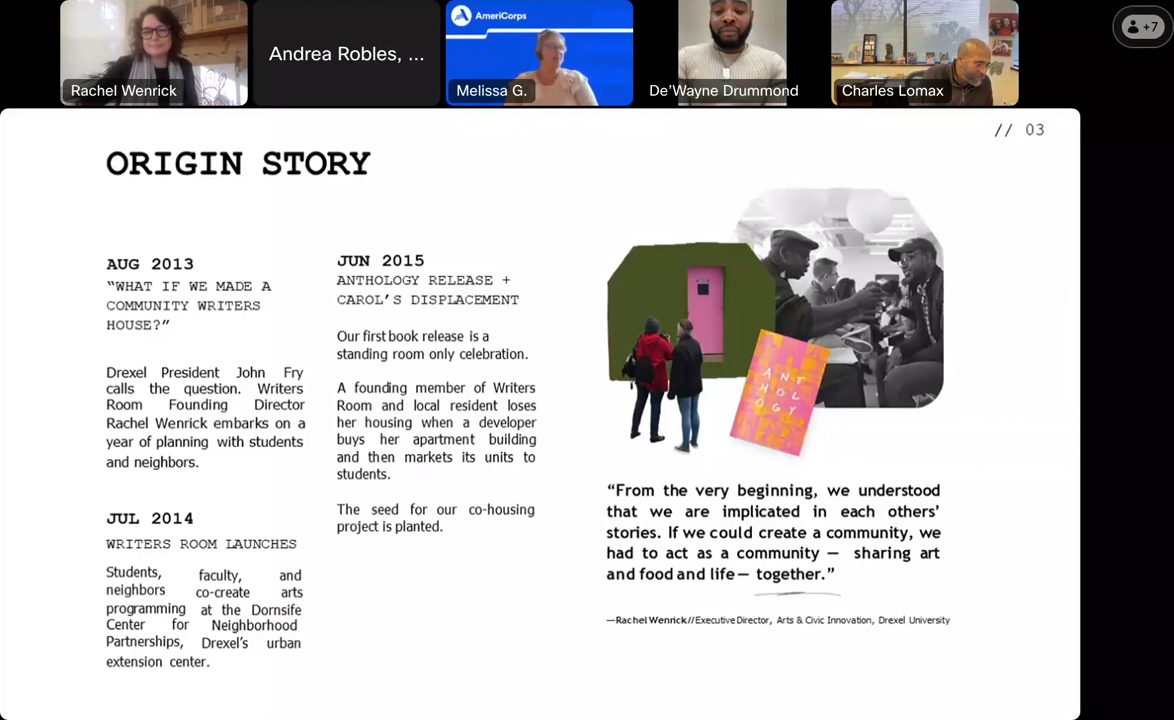 AmeriCorps
+7
Rachel Wenrick
Andrea Robles, ...
Melissa G.
De'Wayne Drummond
Charles Lomax
// 03
ORIGIN STORY
AUG 2013
“WHAT IF WE MADE A
COMMUNITY WRITERS
HOUSE?”
Drexel President John Fry
calls the question. Writers
Room Founding Director
Rachel Wenrick embarks on a
year of planning with students
and neighbors.
JUL 2014
WRITERS ROOM LAUNCHES
Students, faculty, and
neighbors co-create arts
programming at the Dornsife
Center for Neighborhood
Partnerships, Drexel’s urban
extension center.
JUN 2015
ANTHOLOGY RELEASE +
CAROL’S DISPLACEMENT
Our first book release is a
standing room only celebration.
A founding member of Writers
Room and local resident loses
her housing when a developer
buys her apartment building
and then markets its units to
students.
The seed for our co-housing
project is planted.
ANT
HOL
OGY
“From the very beginning, we understood
that we are implicated in each others’
stories. If we could create a community, we
had to act as a community — sharing art
and food and life— together.”
—Rachel Wenrick//Executive Director, Arts & Civic Innovation, Drexel University